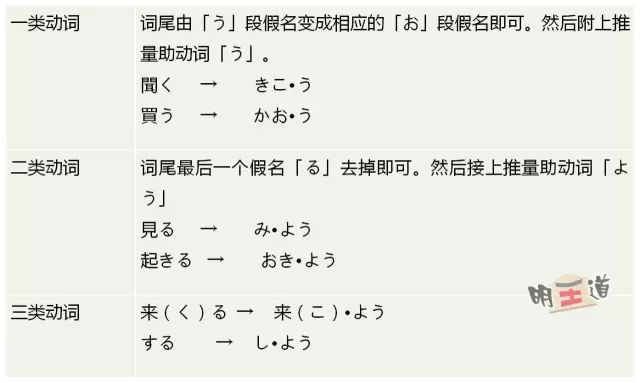 一类动词
词尾由「う」段假名变成相应的「お」段假名即可。然后附上推
量助动词「う」。
聞く → きこ•う
買う → かお•う
二类动词
词尾最后一个假名「る」去掉即可。然后接上推量助动词「よ
う」
見る → み•よう
起きる → おき•よう
三类动词
来（く）る → 来（こ）•よう
する → し•よう
明王道